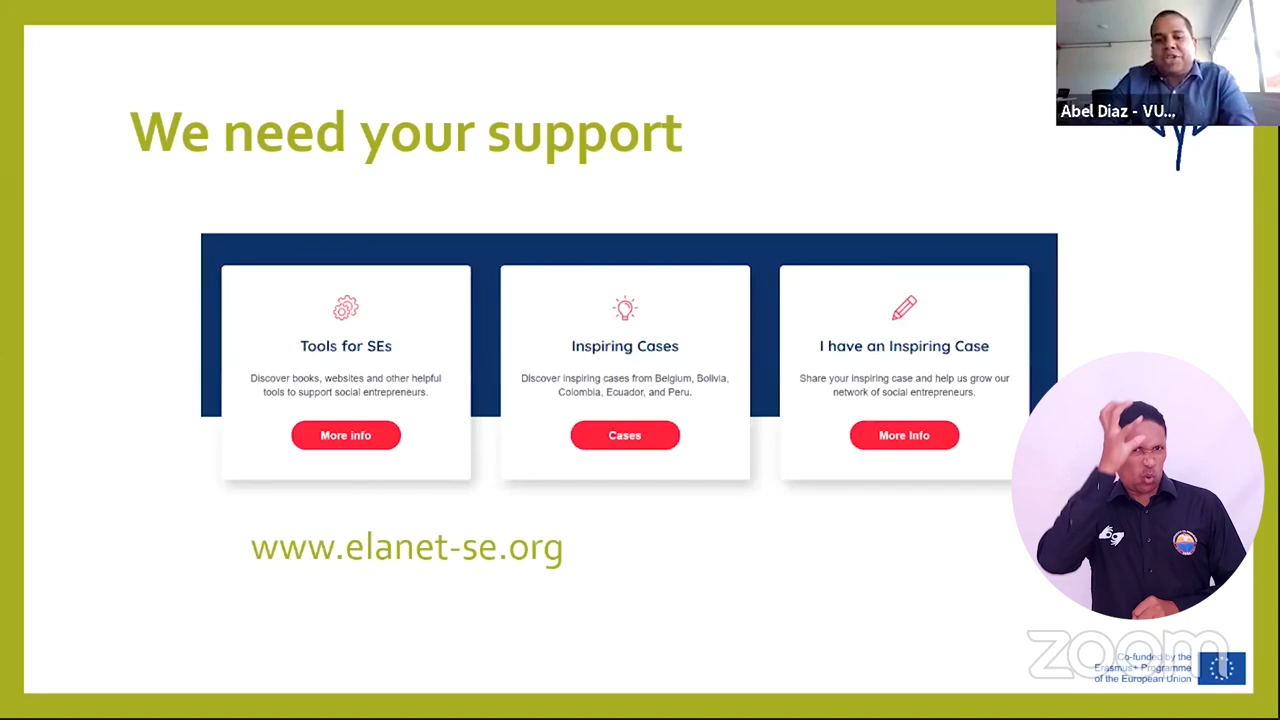 Abel Diaz - VU...
We need your support
Tools for SEs
Discover books, websites and other helpful
tools to support social entrepreneurs.
More info
Inspiring Cases
Discover inspiring cases from Belgium, Bolivia,
Colombia, Ecuador, and Peru.
Cases
I have an Inspiring Case
Share your inspiring case and help us grow our
network of social entrepreneurs.
More Info
www.elanet-se.org
zoom
Co-funded by the
Erasmus+ Programme
of the European Union